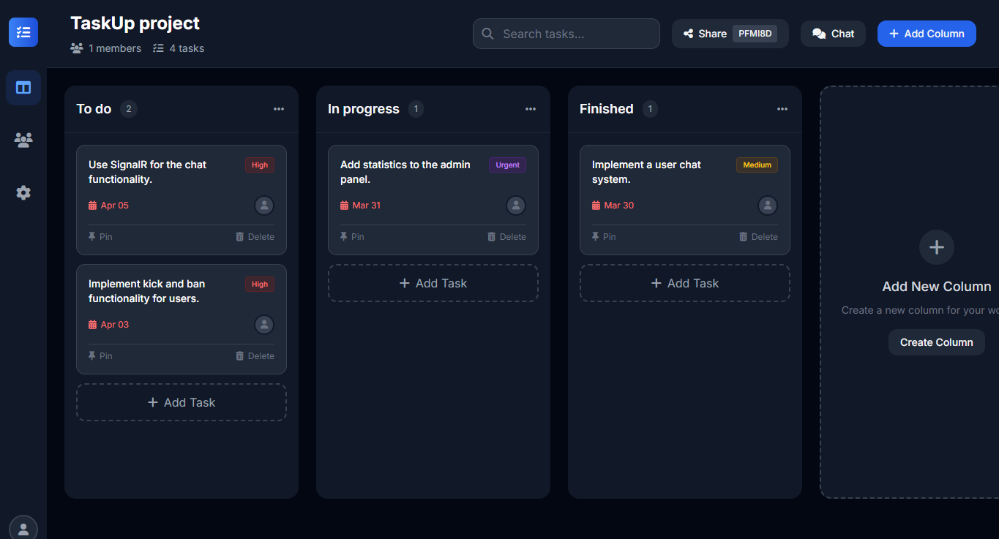 TaskUp project
1 members 4 tasks
Search tasks...
Share PFMI8D
Chat
Add Column
To do 2
Use SignalR for the chat
functionality.
High
Apr 05
Pin Delete
Implement kick and ban
functionality for users.
High
Apr 03
Pin Delete
Add Task
In progress 1
Add statistics to the admin
panel.
Urgent
Mar 31
Pin Delete
Add Task
Finished 1
Implement a user chat
system.
Medium
Mar 30
Pin Delete
Add Task
Add New Column
Create a new column for your
Create Column